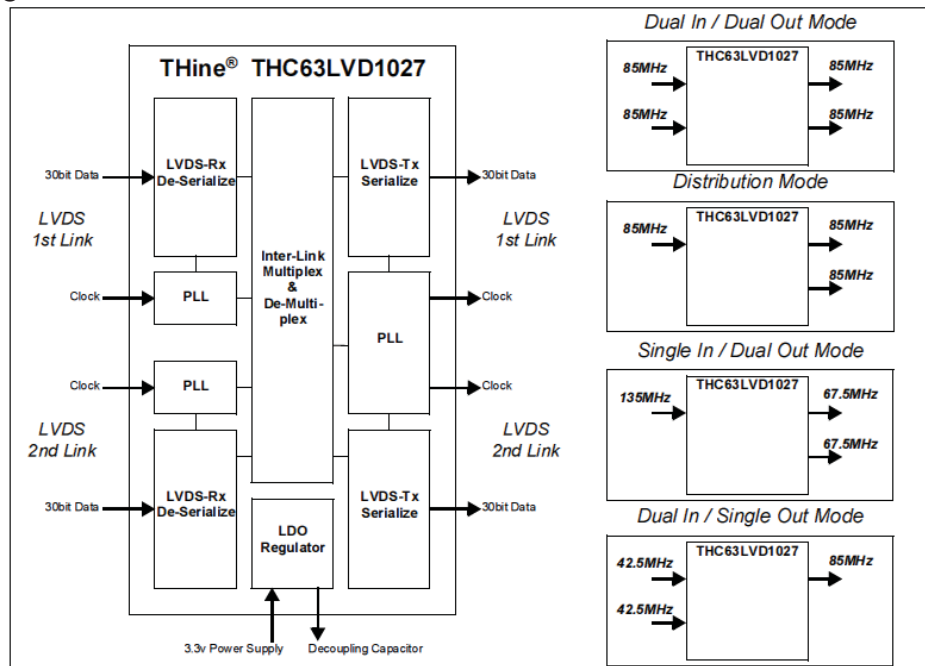 THine® THC63LVD1027
LVDS-Rx
De-Serialize
LVDS-Tx
Serialize
30bit Data
30bit Data
LVDS
1st Link
LVDS
1st Link
Inter-Link
Multiplex
&
De-Multi-
plex
Clock
PLL
Clock
PLL
Clock
PLL
Clock
LVDS
2nd Link
LVDS
2nd Link
LVDS-Rx
De-Serialize
LVDS-Tx
Serialize
30bit Data
30bit Data
LDO
Regulator
3.3v Power Supply
Decoupling Capacitor
Dual In / Dual Out Mode
THC63LVD1027
85MHz
85MHz
85MHz
85MHz
Distribution Mode
THC63LVD1027
85MHz
85MHz
85MHz
Single In / Dual Out Mode
THC63LVD1027
135MHz
67.5MHz
67.5MHz
Dual In / Single Out Mode
THC63LVD1027
42.5MHz
85MHz
42.5MHz